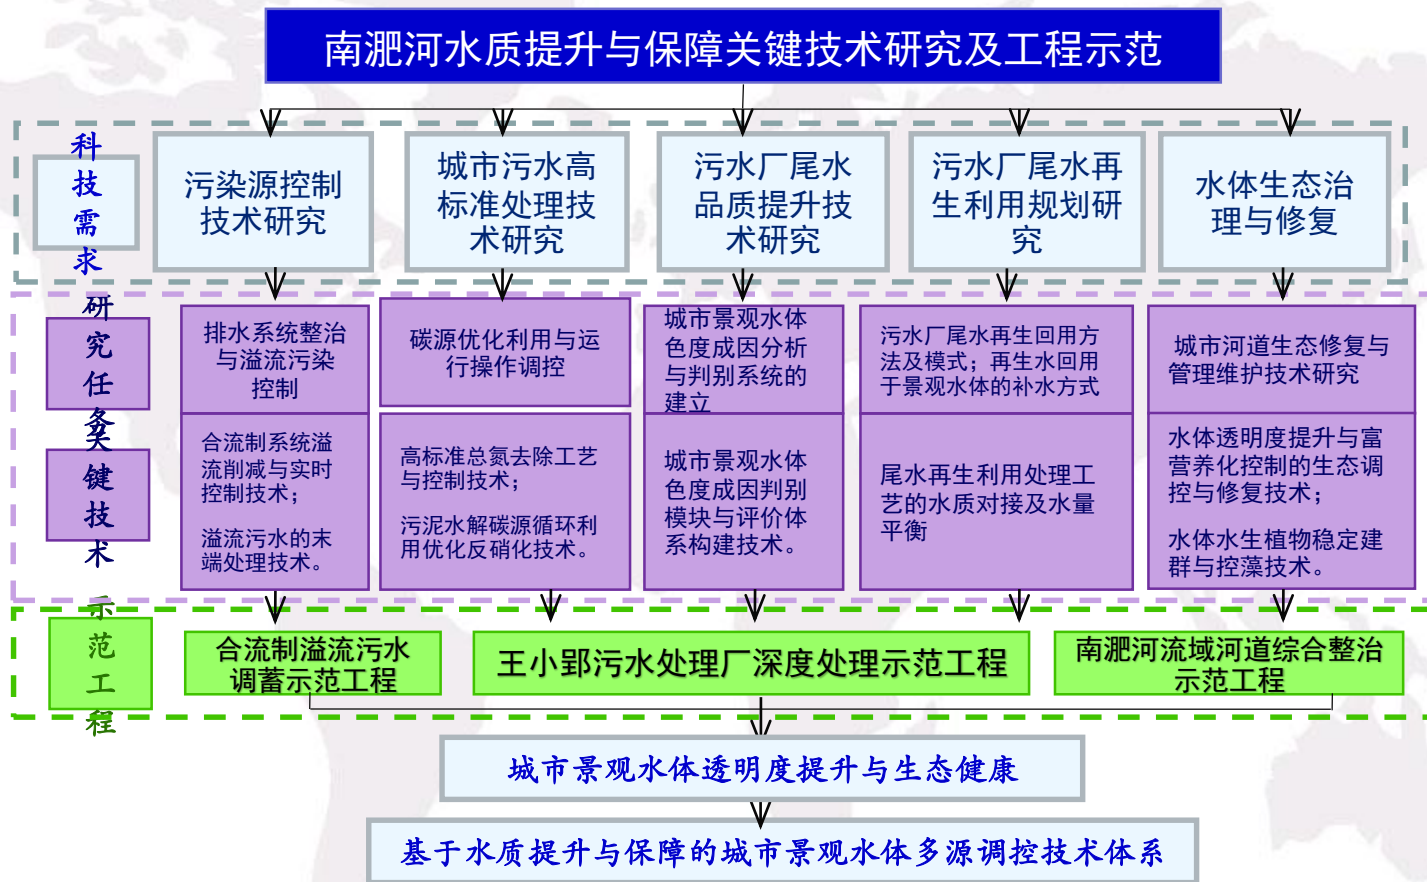 南淝河水质提升与保障关键技术研究及工程示范
科
技
需
求
污染源控制
技术研究
城市污水高
标准处理技
术研究
污水厂尾水
品质提升技
术研究
污水厂尾水再
生利用规划研
究
水体生态治
理与修复
研
究
任
务
排水系统整治
与溢流污染
控制
碳源优化利用与运
行操作调控
城市景观水体
色度成因分析
与判别系统的
建立
污水厂尾水再生回用方
法及模式；再生水回用
于景观水体的补水方式
城市河道生态修复与
管理维护技术研究
关
键
技
术
合流制系统溢
流削减与实时
控制技术；
溢流污水的末
端处理技术。
高标准总氮去除工艺
与控制技术；
污泥水解碳源循环利
用优化反硝化技术。
城市景观水体
色度成因判别
模块与评价体
系构建技术。
尾水再生利用处理工
艺的水质对接及水量
平衡
水体透明度提升与富
营养化控制的生态调
控与修复技术；
水体水生植物稳定建
群与控藻技术。
示
范
工
程
合流制溢流污水
调蓄示范工程
王小郢污水处理厂深度处理示范工程
南淝河流域河道综合整治
示范工程
城市景观水体透明度提升与生态健康
基于水质提升与保障的城市景观水体多源调控技术体系